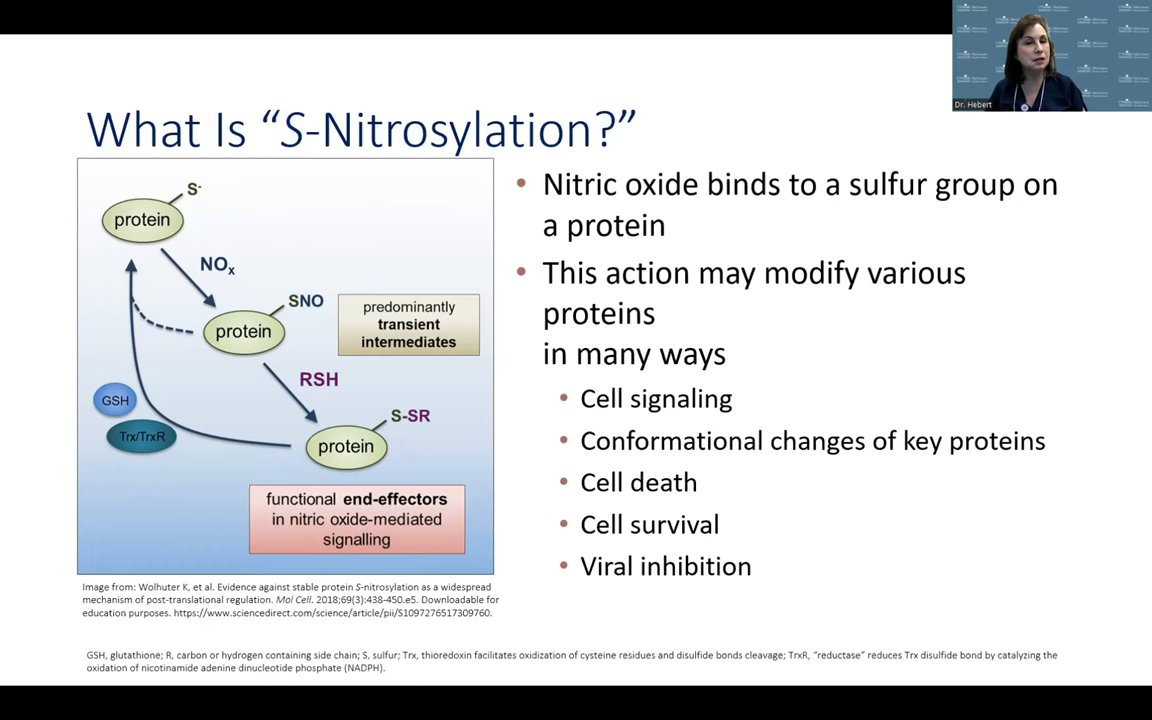 Dr. Hebert
What Is “S-Nitrosylation?”
S-
protein
NOx
SNO
protein
predominantly
transient
intermediates
RSH
GSH
Trx/TrxR
S-SR
protein
functional end-effectors
in nitric oxide-mediated
signalling
• Nitric oxide binds to a sulfur group on
a protein
• This action may modify various
proteins
in many ways
• Cell signaling
• Conformational changes of key proteins
• Cell death
• Cell survival
• Viral inhibition
Image from: Wolhuter K, et al. Evidence against stable protein S-nitrosylation as a widespread
mechanism of post-translational regulation. Mol Cell. 2018;69(3):438-450.e5. Downloadable for
education purposes. https://www.sciencedirect.com/science/article/pii/S1097276517309760.
GSH, glutathione; R, carbon or hydrogen containing side chain; S, sulfur; Trx, thioredoxin facilitates oxidization of cysteine residues and disulfide bonds cleavage; TrxR, “reductase” reduces Trx disulfide bond by catalyzing the
oxidation of nicotinamide adenine dinucleotide phosphate (NADPH).